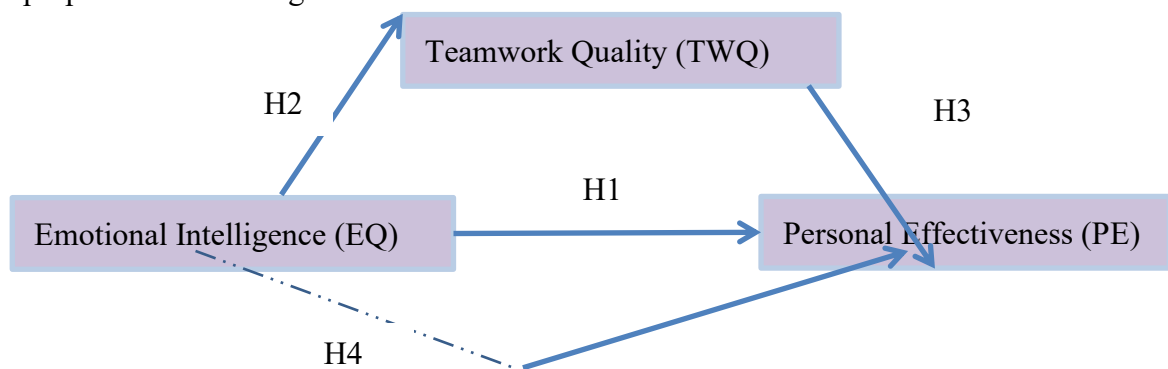 Teamwork Quality (TWQ)
H2
H3
H1
Emotional Intelligence (EQ)
Personal Effectiveness (PE)
H4